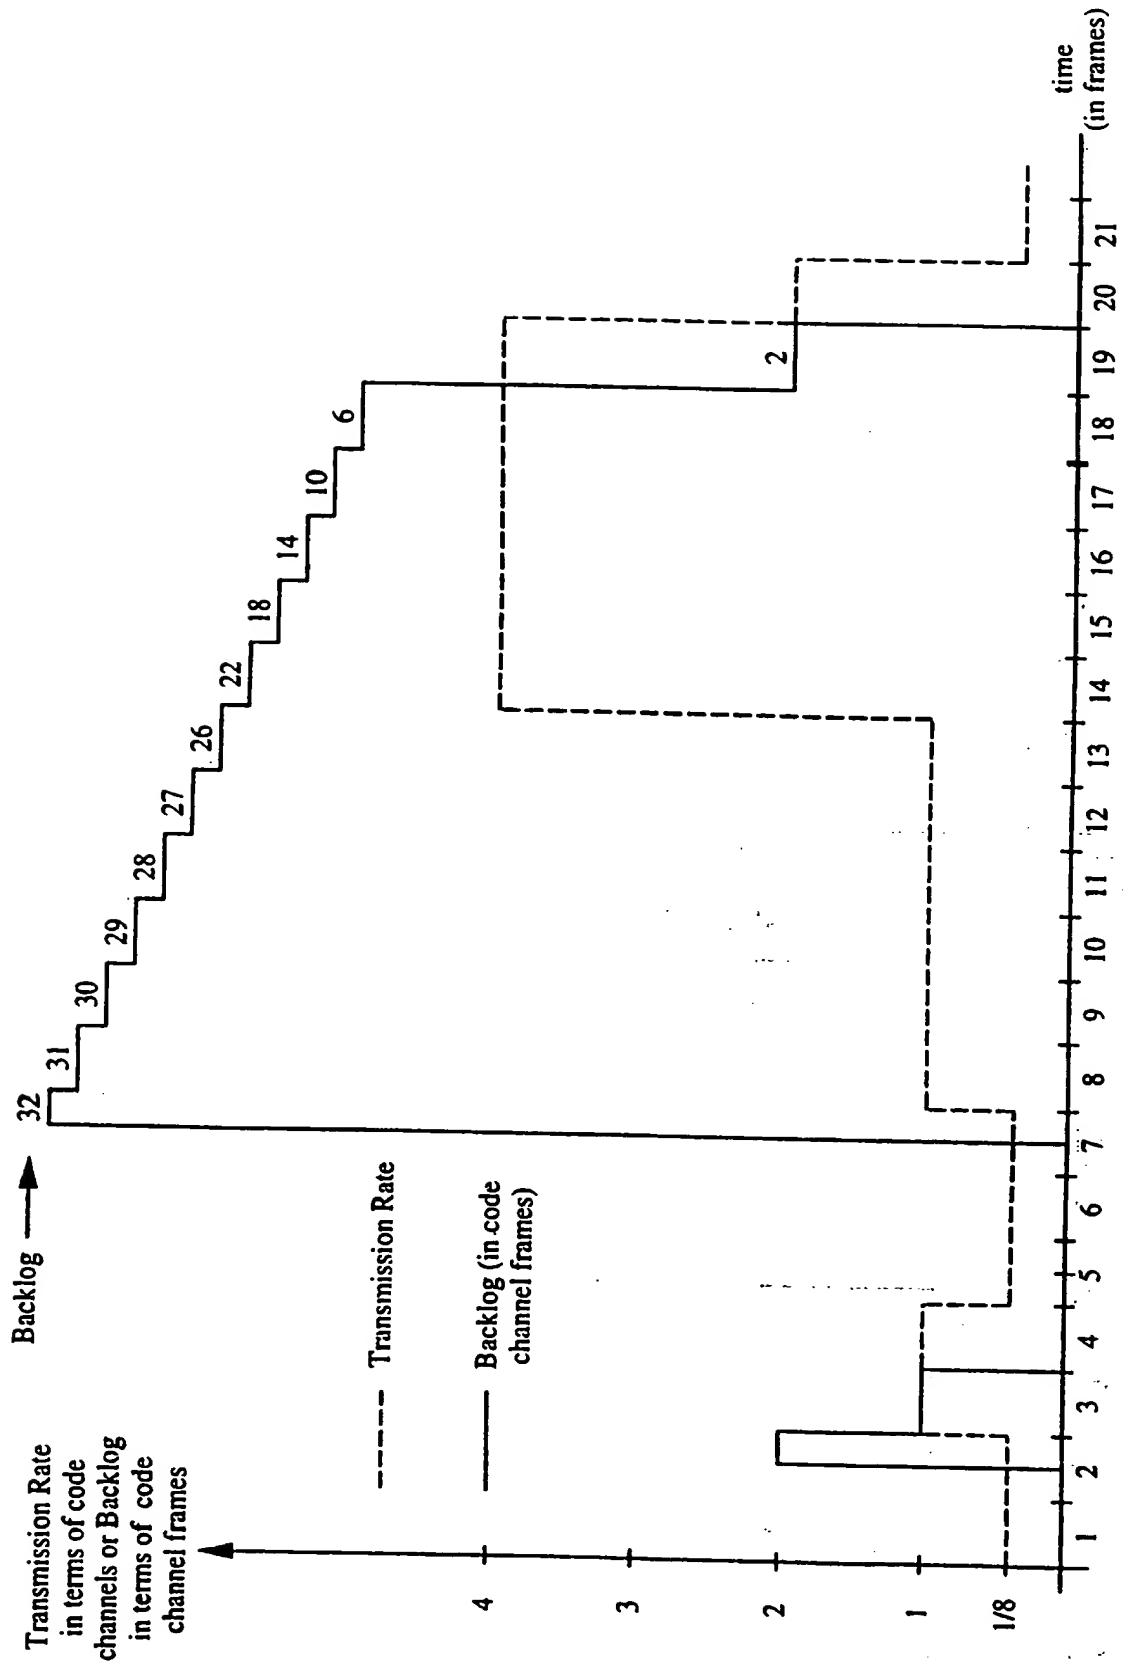 Transmission Rate
in terms of code
channels or Backlog
in terms of code
channel frames
Backlog
Transmission Rate
Backlog (in code
channel frames)
32
31
30
29
28
27
26
22
18
14
10
6
2
4
3
2
1
1/8
1 2 3 4 5 6 7 8 9 10 11 12 13 14 15 16 17 18 19 20 21
time
(in frames)